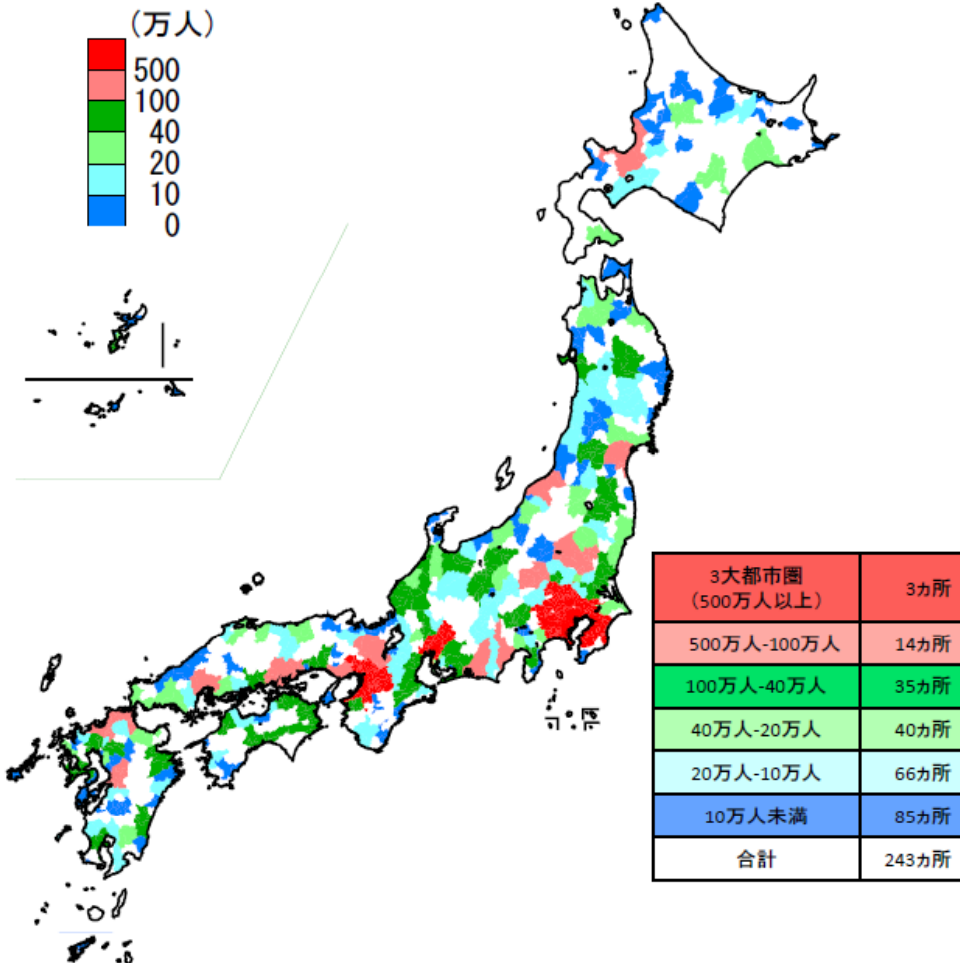 (万人)
500
100
40
20
10
0
3大都市圏 3カ所
(500万人以上)
500万人-100万人 14カ所
100万人-40万人 35カ所
40万人-20万人 40カ所
20万人-10万人 66カ所
10万人未満 85カ所
合計 243カ所